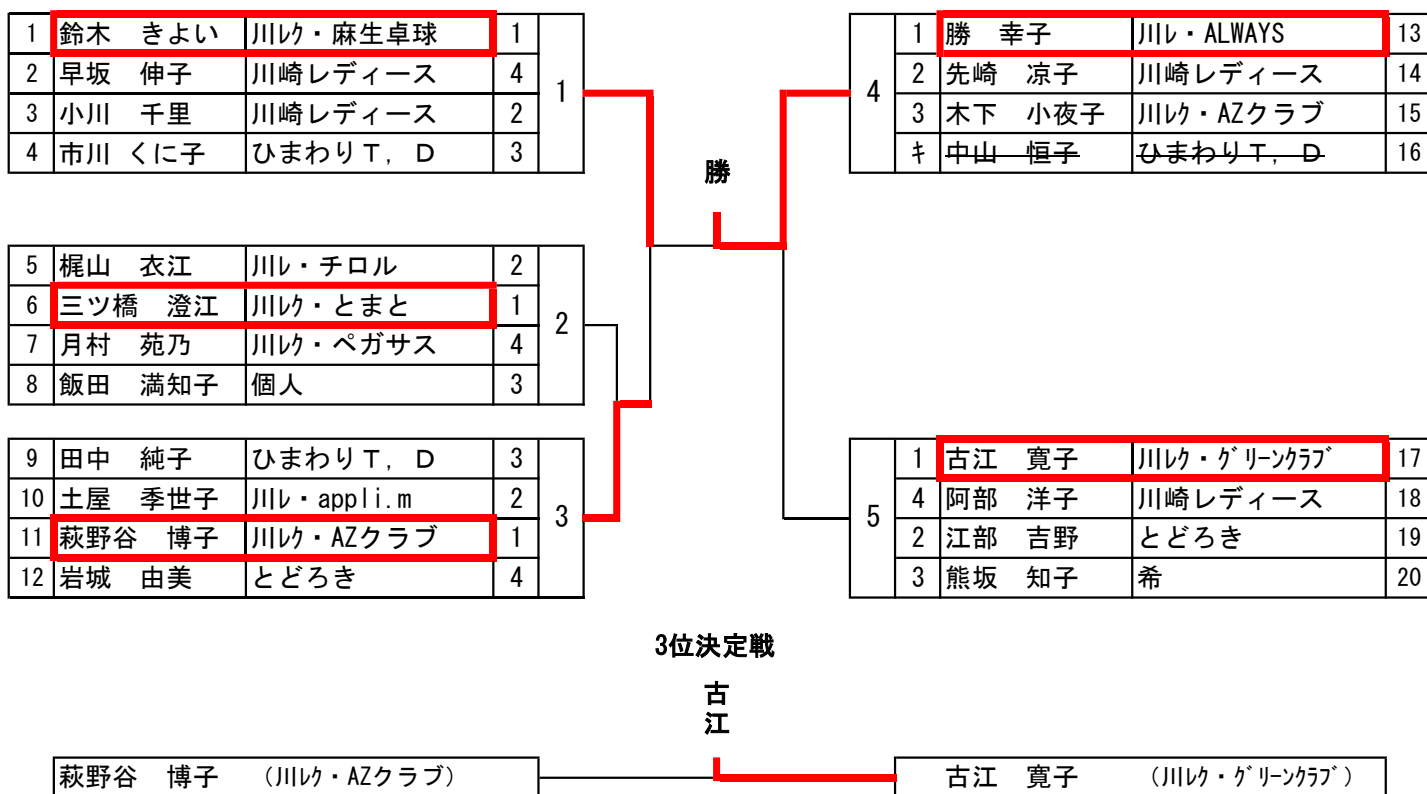 1 鈴木　きよい 川ﾚｸ・麻生卓球 1
2 早坂　伸子 川崎レディース 4
3 小川　千里 川崎レディース 2
4 市川 くに子 ひまわりＴ，Ｄ 3
1
5 梶山　衣江 川ﾚ・チロル 2
6 三ツ橋　澄江 川ﾚｸ・とまと 1
7 月村　苑乃 川ﾚｸ・ペガサス 4
8 飯田　満知子 個人 3
2
9 田中　純子 ひまわりＴ，Ｄ 3
10 土屋　季世子 川ﾚ・appli.m 2
11 萩野谷　博子 川ﾚｸ・AZクラブ 1
12 岩城　由美 とどろき 4
3
勝
4
1 勝　幸子 川ﾚ・ALWAYS 13
2 先崎　凉子 川崎レディース 14
3 木下　小夜子 川ﾚｸ・AZクラブ 15
ｷ 中山　恒子 ひまわりＴ，Ｄ 16
5
1 古江　寛子 川ﾚｸ・ｸﾞﾘｰﾝｸﾗﾌﾞ 17
4 阿部　洋子 川崎レディース 18
2 江部　吉野 とどろき 19
3 熊坂　知子 希 20
3位決定戦
古江
萩野谷　博子　（川ﾚｸ・AZクラブ）
古江　寛子　（川ﾚｸ・ｸﾞﾘｰﾝｸﾗﾌﾞ）